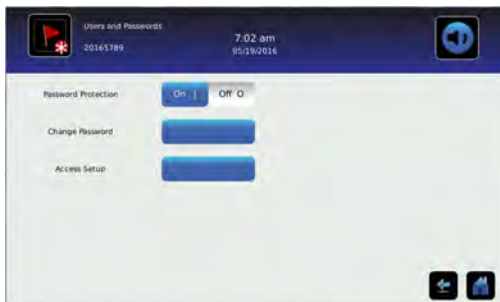 Users and Passwords
20165789
7:02 am
05/19/2016
Password Protection
On | Off O
Change Password
Access Setup